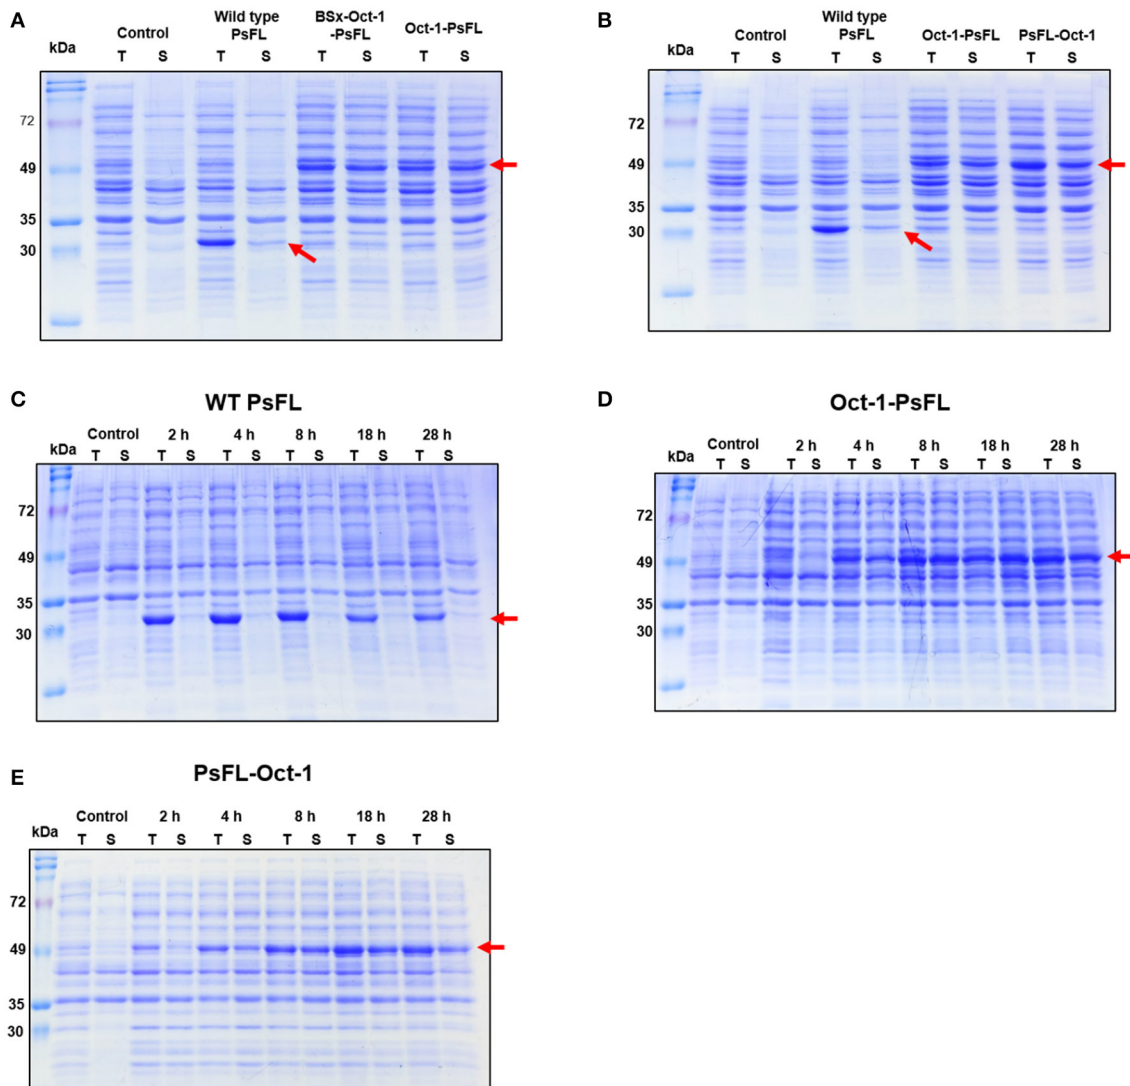 A
kDa
Control
Wild type
PsFL
BSx-Oct-1
-PsFL
Oct-1-PsFL
T S T S T S T S
72
49
35
30
B
kDa
Control
Wild type
PsFL
Oct-1-PsFL
PsFL-Oct-1
T S T S T S T S
72
49
35
30
C
WT PsFL
kDa
Control 2 h 4 h 8 h 18 h 28 h
T S T S T S T S T S T S
72
49
35
30
D
Oct-1-PsFL
kDa
Control 2 h 4 h 8 h 18 h 28 h
T S T S T S T S T S T S
72
49
35
30
E
PsFL-Oct-1
kDa
Control 2 h 4 h 8 h 18 h 28 h
T S T S T S T S T S T S
72
49
35
30